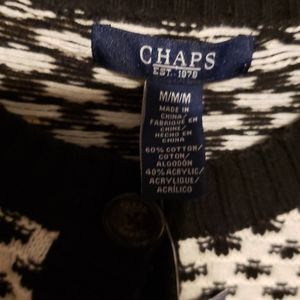 CHAPS
EST. 1978
M/M/M
MADE IN
CHINA/
FABRIQUÉ EN
CHINE/
HECHO EN
CHINA
60% COTTON/
COTON/
ALGODÓN
40% ACRYLIC/
ACRYLIQUE/
ACRÍLICO